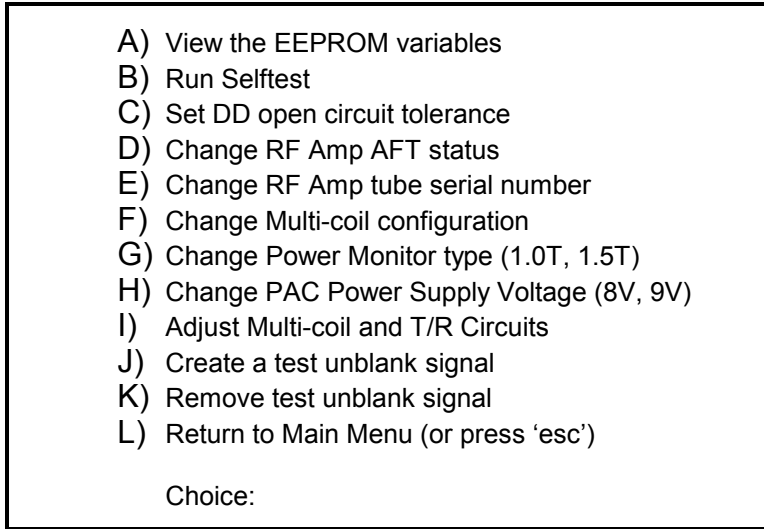 A) View the EEPROM variables
B) Run Selftest
C) Set DD open circuit tolerance
D) Change RF Amp AFT status
E) Change RF Amp tube serial number
F) Change Multi-coil configuration
G) Change Power Monitor type (1.0T, 1.5T)
H) Change PAC Power Supply Voltage (8V, 9V)
I) Adjust Multi-coil and T/R Circuits
J) Create a test unblank signal
K) Remove test unblank signal
L) Return to Main Menu (or press ‘esc’)
Choice: